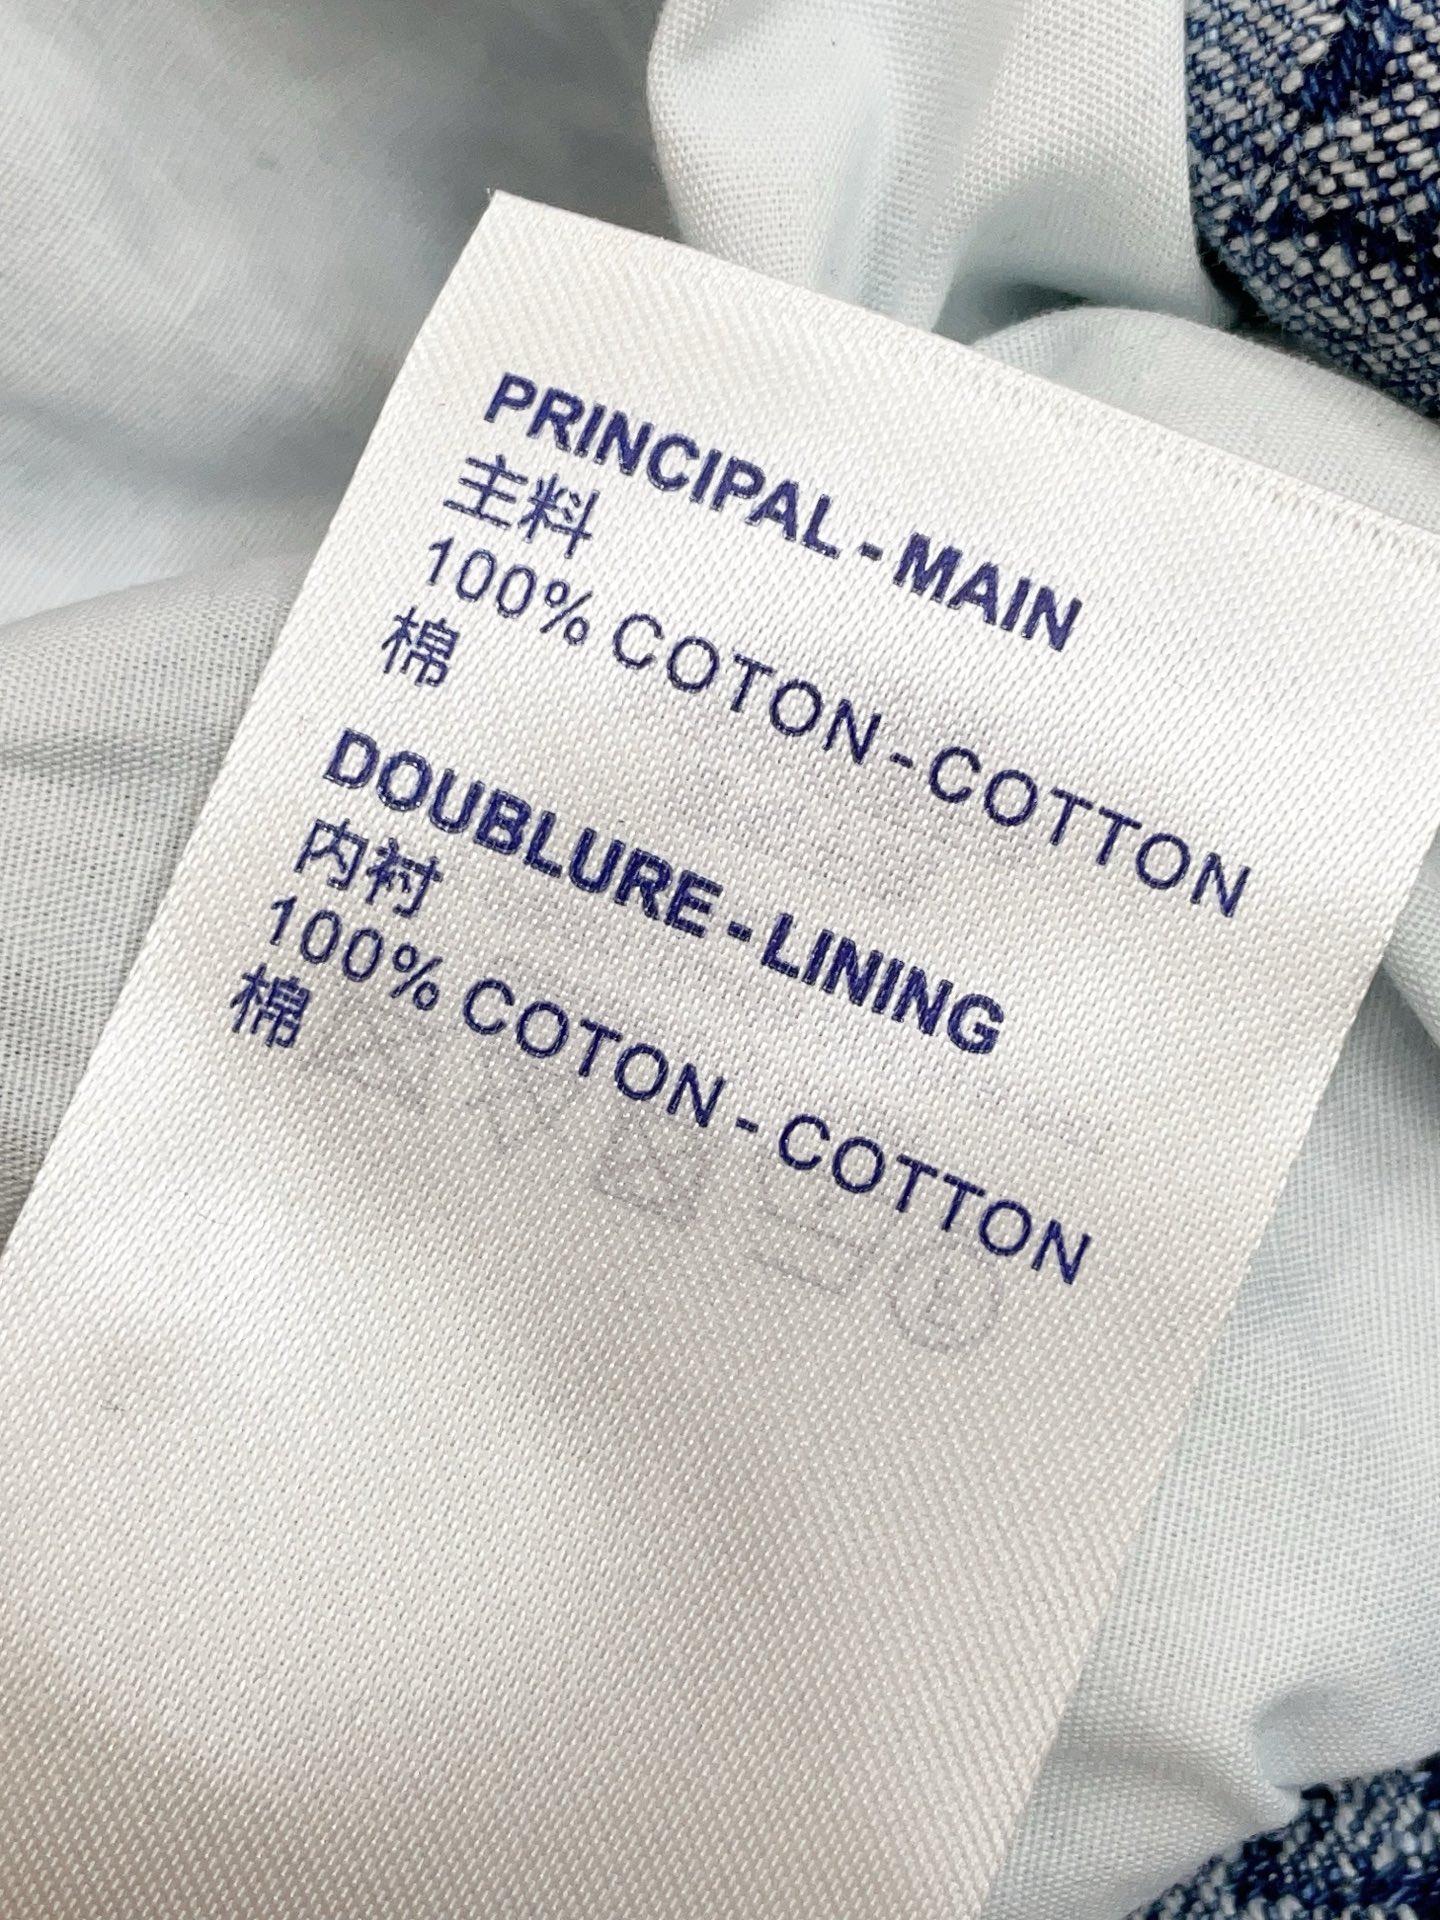 PRINCIPAL - MAIN
主料
100% COTON - COTTON
棉
DOUBLURE - LINING
内衬
100% COTON - COTTON
棉